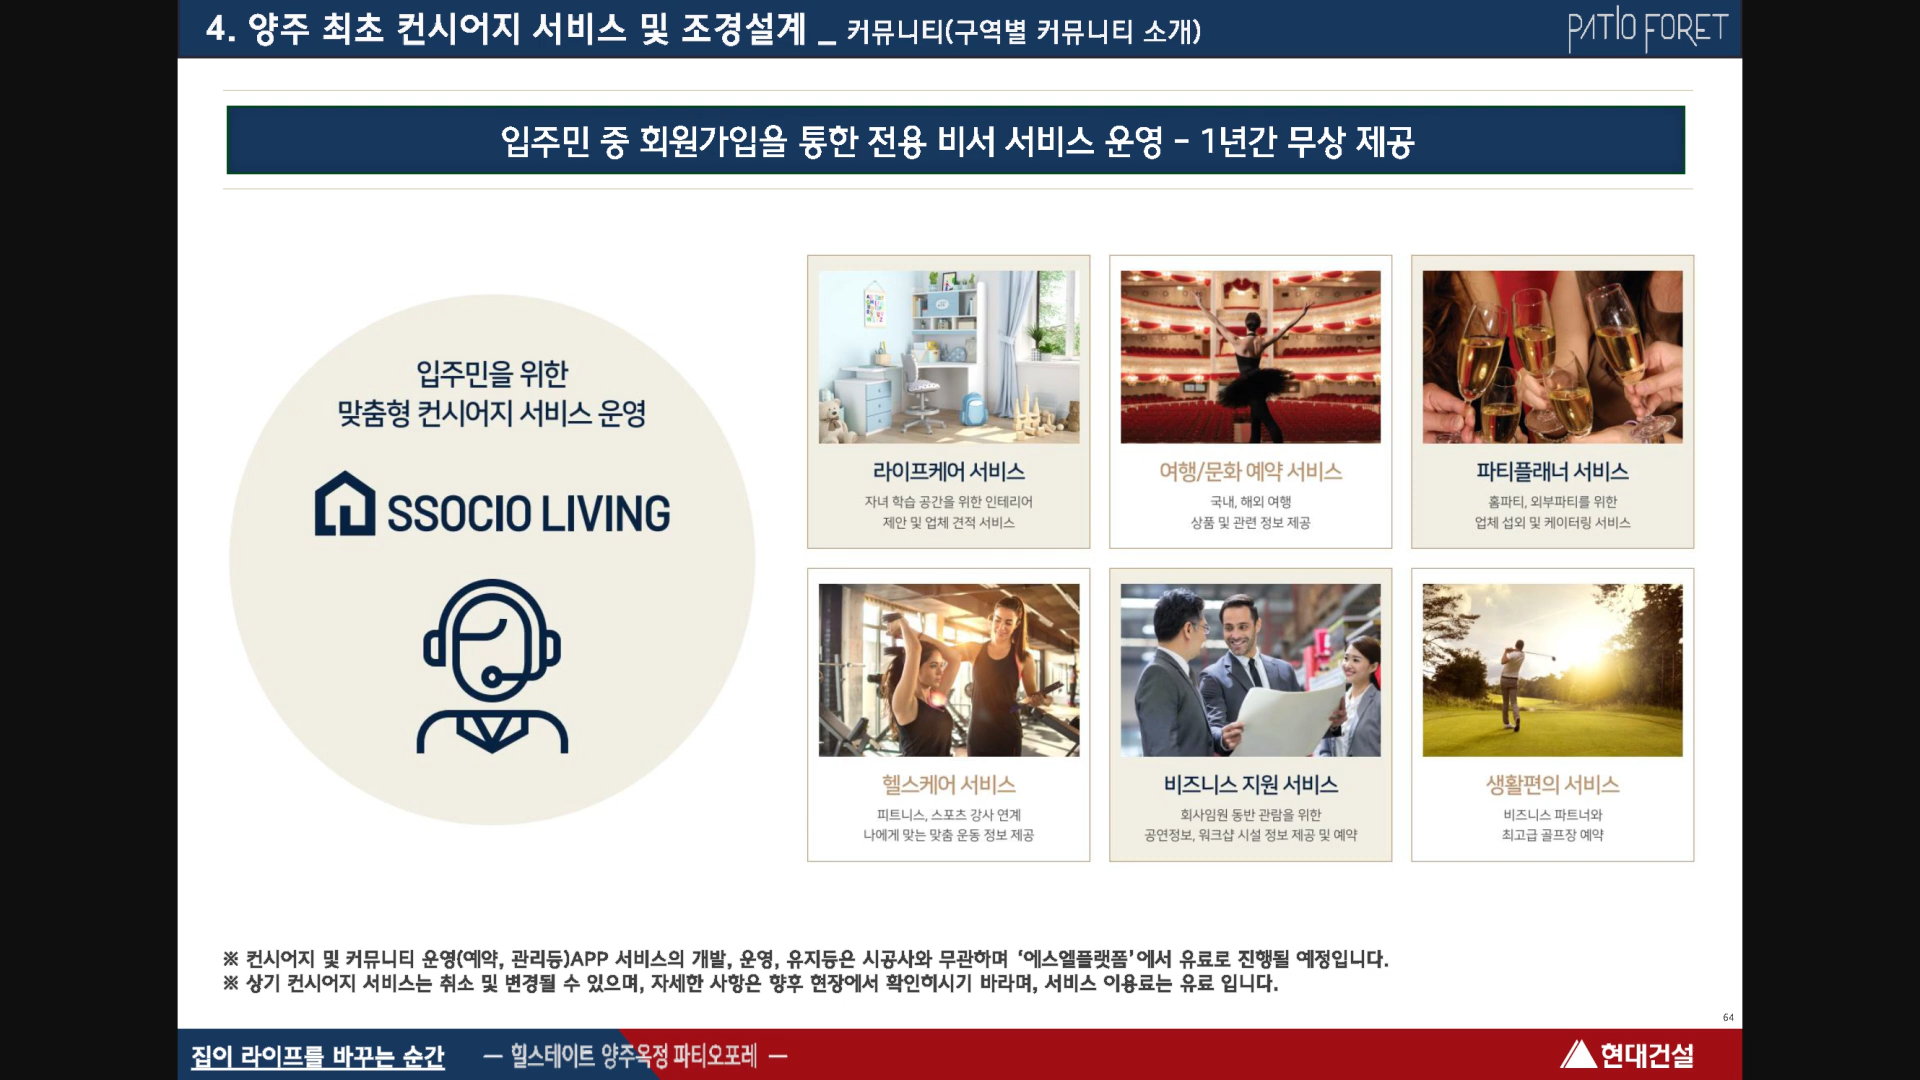 4. 양주 최초 컨시어지 서비스 및 조경설계 _ 커뮤니티(구역별 커뮤니티 소개)
PATIO FORET
입주민 중 회원가입을 통한 전용 비서 서비스 운영 – 1년간 무상 제공
입주민을 위한
맞춤형 컨시어지 서비스 운영
SSOCIO LIVING
라이프케어 서비스
자녀 학습 공간을 위한 인테리어
제안 및 업체 견적 서비스
여행/문화 예약 서비스
국내, 해외 여행
상품 및 관련 정보 제공
파티플래너 서비스
홈파티, 외부파티를 위한
업체 섭외 및 케이터링 서비스
헬스케어 서비스
피트니스, 스포츠 강사 연계
나에게 맞는 맞춤 운동 정보 제공
비즈니스 지원 서비스
회사임원 동반 관람을 위한
공연정보, 워크샵 시설 정보 제공 및 예약
생활편의 서비스
비즈니스 파트너와
최고급 골프장 예약
※ 컨시어지 및 커뮤니티 운영(예약, 관리등)APP 서비스의 개발, 운영, 유지등은 시공사와 무관하며 ‘에스엘플랫폼’에서 유료로 진행될 예정입니다.
※ 상기 컨시어지 서비스는 취소 및 변경될 수 있으며, 자세한 사항은 향후 현장에서 확인하시기 바라며, 서비스 이용료는 유료 입니다.
64
집이 라이프를 바꾸는 순간
— 힐스테이트 양주옥정 파티오포레 —
현대건설